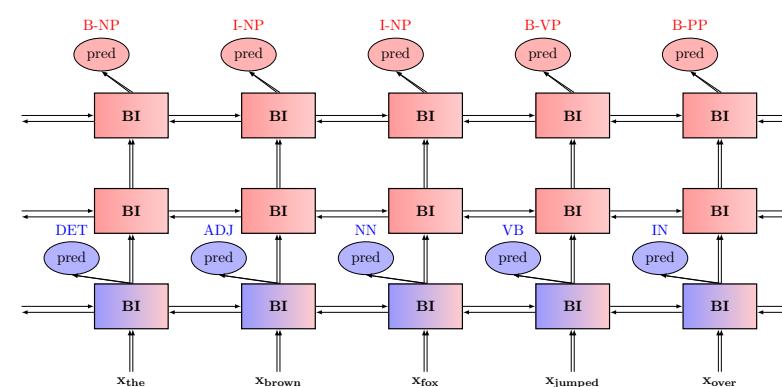 B-NP I-NP I-NP B-VP B-PP
pred pred pred pred pred
BI BI BI BI BI
BI BI BI BI BI
DET ADJ NN VB IN
pred pred pred pred pred
BI BI BI BI BI
x_the x_brown x_fox x_jumped x_over